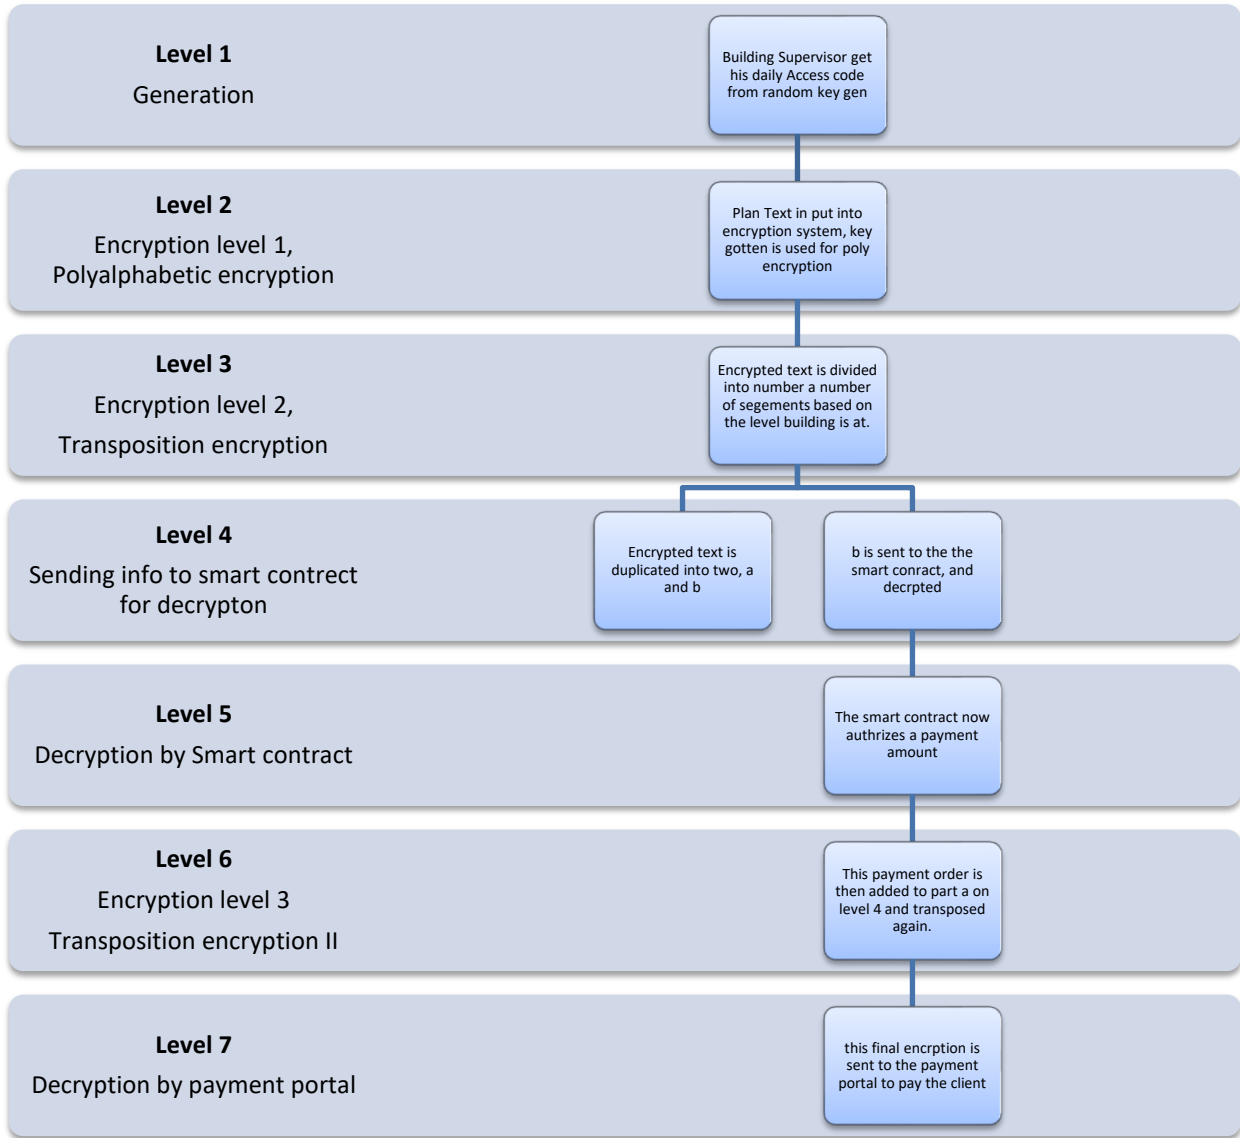 Level 1
Generation
Building Supervisor get
his daily Access code
from random key gen
Level 2
Encryption level 1,
Polyalphabetic encryption
Plan Text in put into
encryption system, key
gotten is used for poly
encryption
Level 3
Encryption level 2,
Transposition encryption
Encrypted text is divided
into number a number
of segements based on
the level building is at.
Level 4
Sending info to smart contrect
for decrypton
Encrypted text is
duplicated into two, a
and b
b is sent to the the
smart conract, and
decrpted
Level 5
Decryption by Smart contract
The smart contract now
authrizes a payment
amount
Level 6
Encryption level 3
Transposition encryption II
This payment order is
then added to part a on
level 4 and transposed
again.
Level 7
Decryption by payment portal
this final encrption is
sent to the payment
portal to pay the client